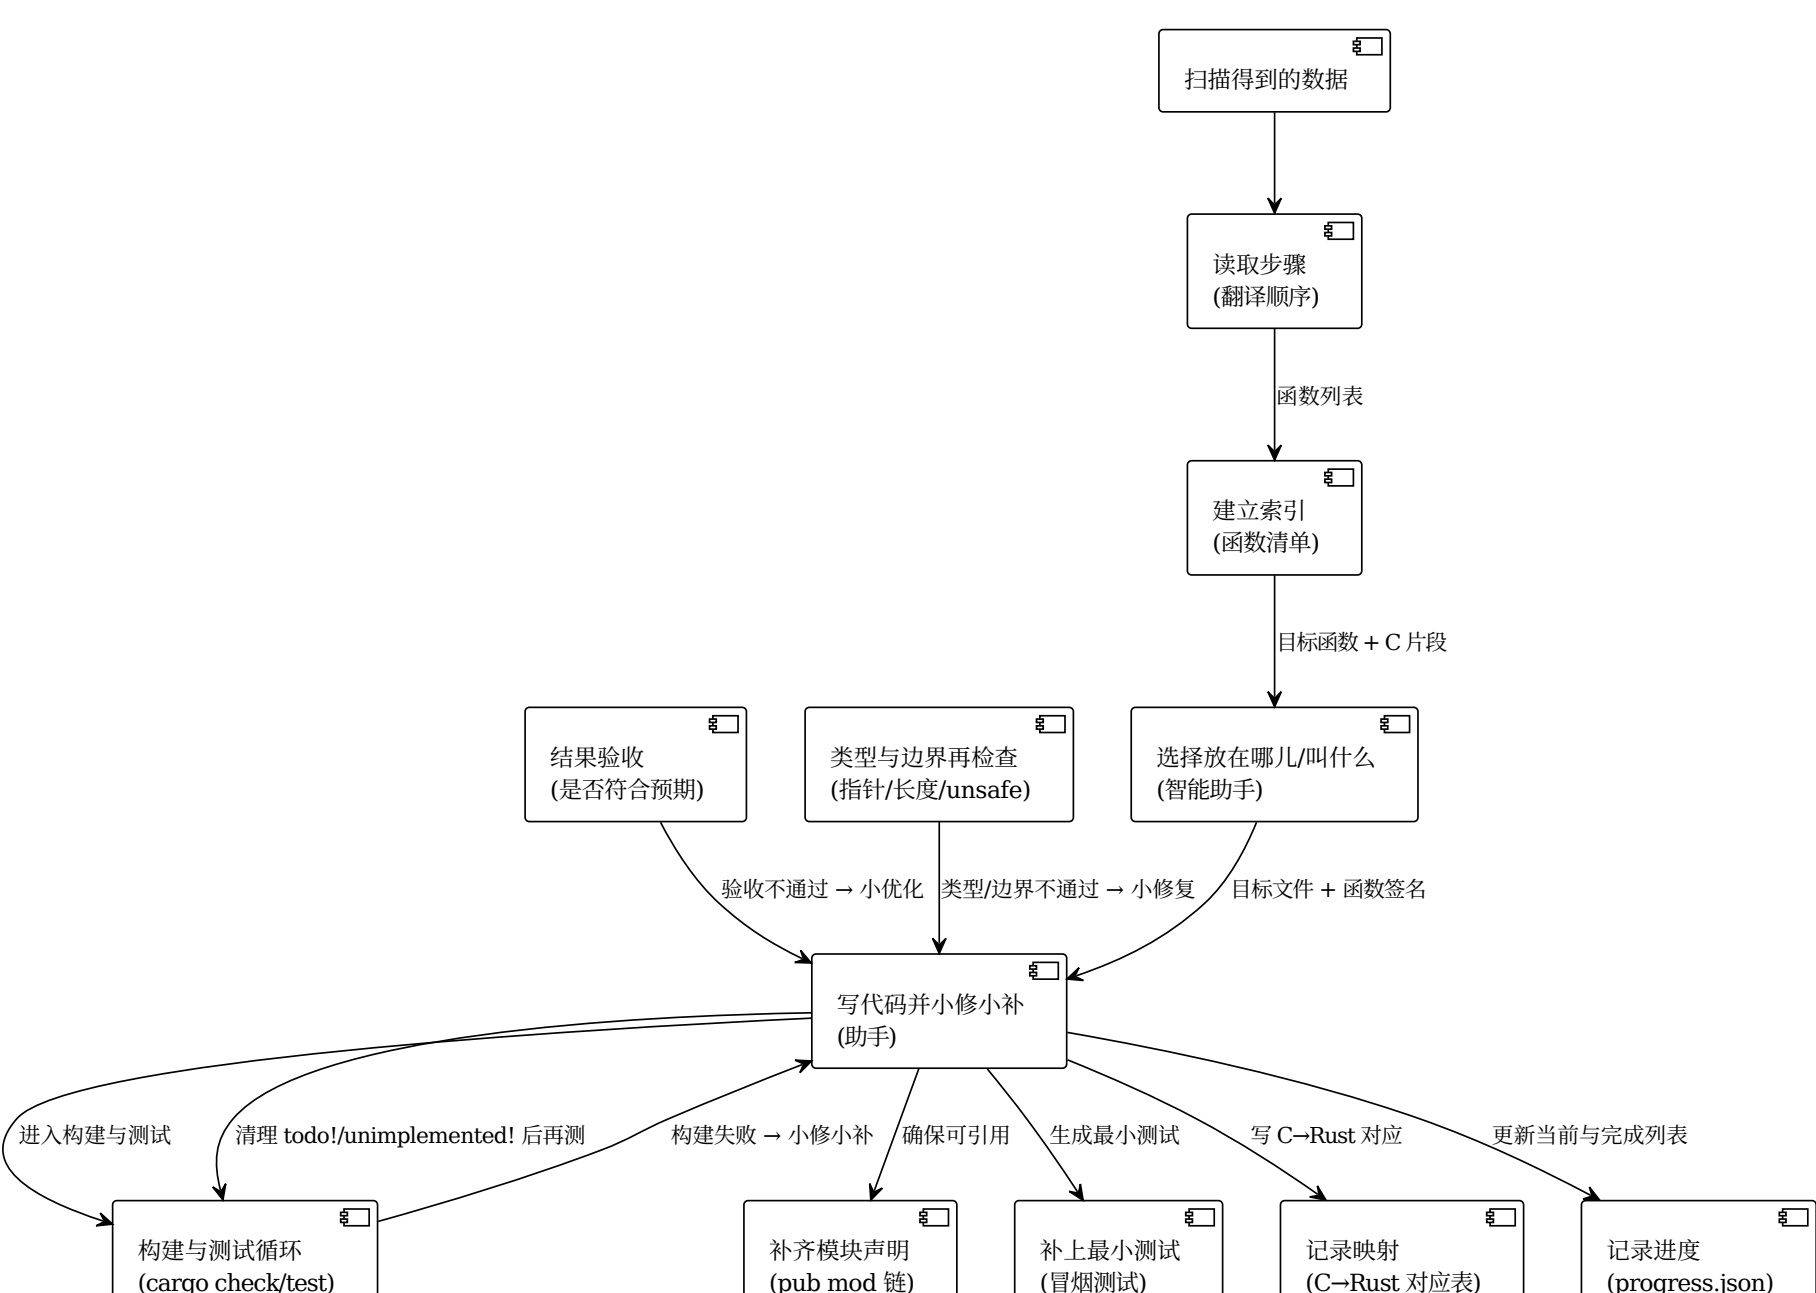 扫描得到的数据
读取步骤
(翻译顺序)
函数列表
建立索引
(函数清单)
目标函数 + C 片段
结果验收
(是否符合预期)
类型与边界再检查
(指针/长度/unsafe)
选择放在哪儿/叫什么
(智能助手)
验收不通过 → 小优化
类型/边界不通过 → 小修复
目标文件 + 函数签名
写代码并小修小补
(助手)
进入构建与测试
清理 todo!/unimplemented! 后再测
构建失败 → 小修小补
确保可引用
生成最小测试
写 C→Rust 对应
更新当前与完成列表
构建与测试循环
(cargo check/test)
补齐模块声明
(pub mod 链)
补上最小测试
(冒烟测试)
记录映射
(C→Rust 对应表)
记录进度
(progress.json)